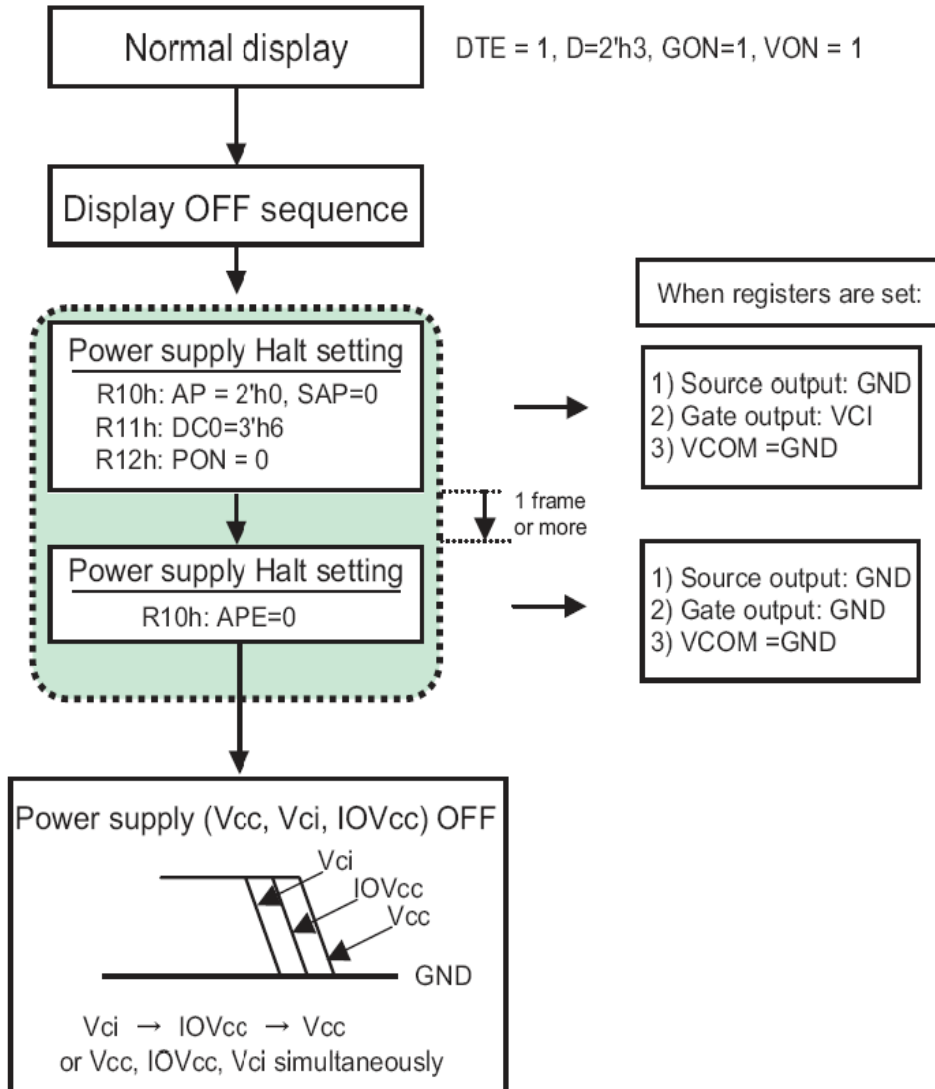 Normal display
DTE = 1, D=2'h3, GON=1, VON = 1
Display OFF sequence
When registers are set:
Power supply Halt setting
R10h: AP = 2'h0, SAP=0
R11h: DC0=3'h6
R12h: PON = 0
1) Source output: GND
2) Gate output: VCI
3) VCOM =GND
1 frame
or more
Power supply Halt setting
R10h: APE=0
1) Source output: GND
2) Gate output: GND
3) VCOM =GND
Power supply (Vcc, Vci, IOVcc) OFF
Vci
IOVcc
Vcc
GND
Vci → IOVcc → Vcc
or Vcc, IOVcc, Vci simultaneously